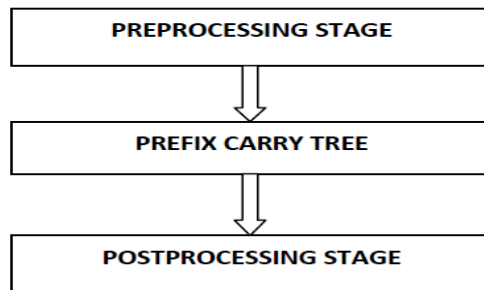 PREPROCESSING STAGE
PREFIX CARRY TREE
POSTPROCESSING STAGE